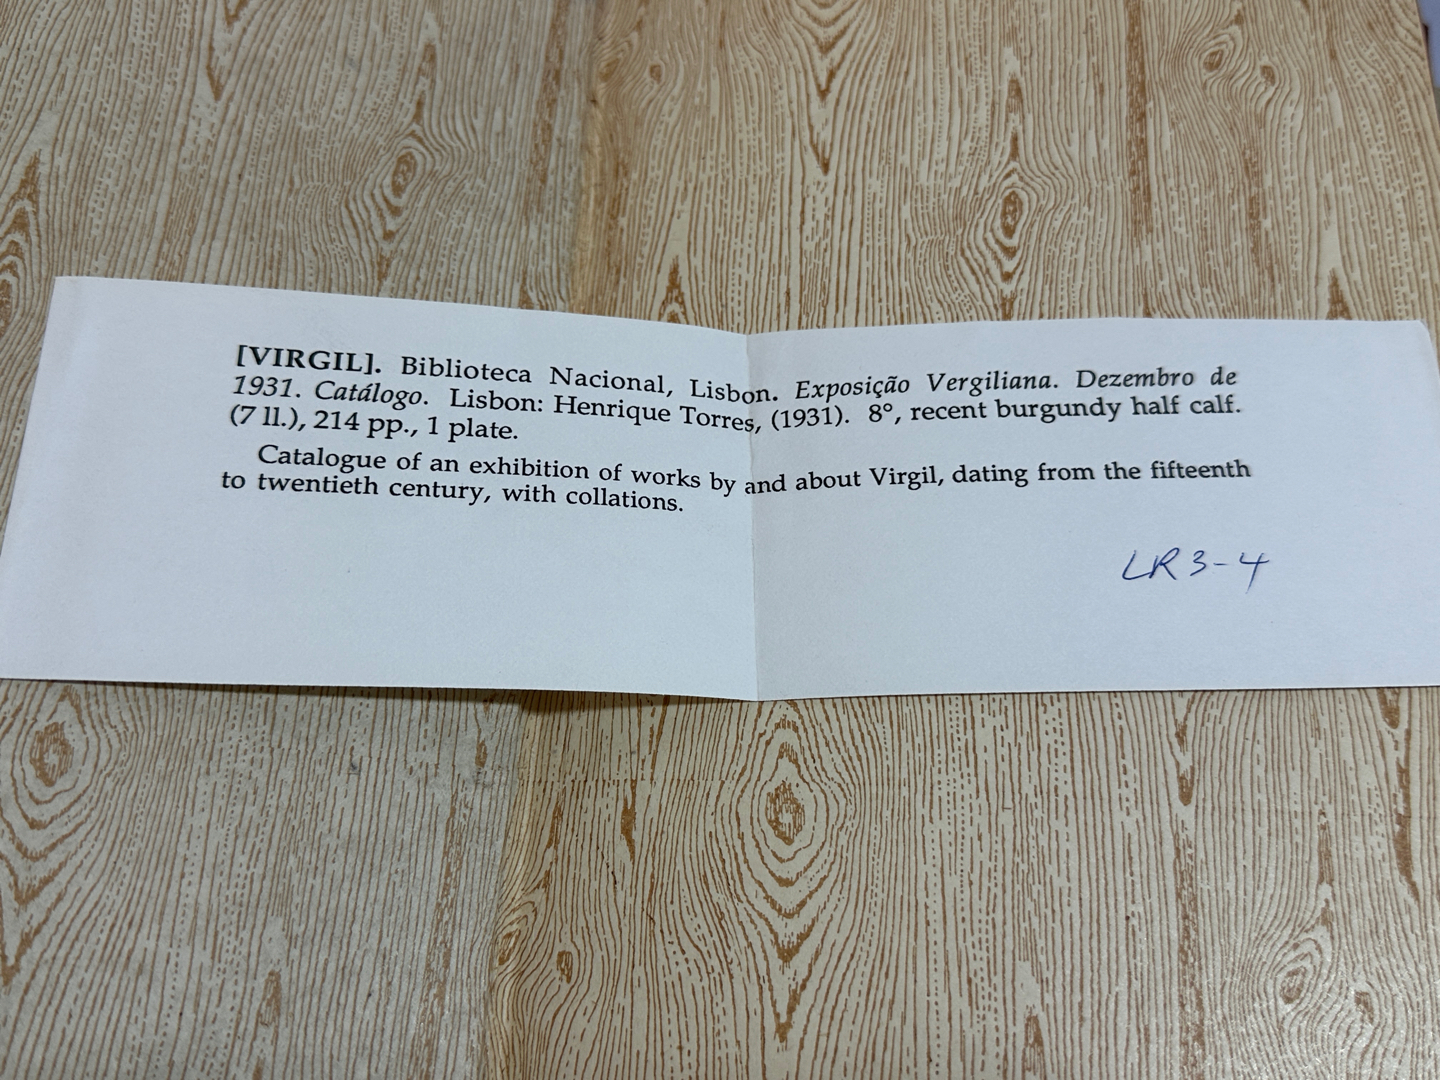 [VIRGIL]. Biblioteca Nacional, Lisbon. Exposição Vergiliana. Dezembro de
1931. Catálogo. Lisbon: Henrique Torres, (1931). 8°, recent burgundy half calf.
(7 ll.), 214 pp., 1 plate.
Catalogue of an exhibition of works by and about Virgil, dating from the fifteenth
to twentieth century, with collations.
LR 3-4